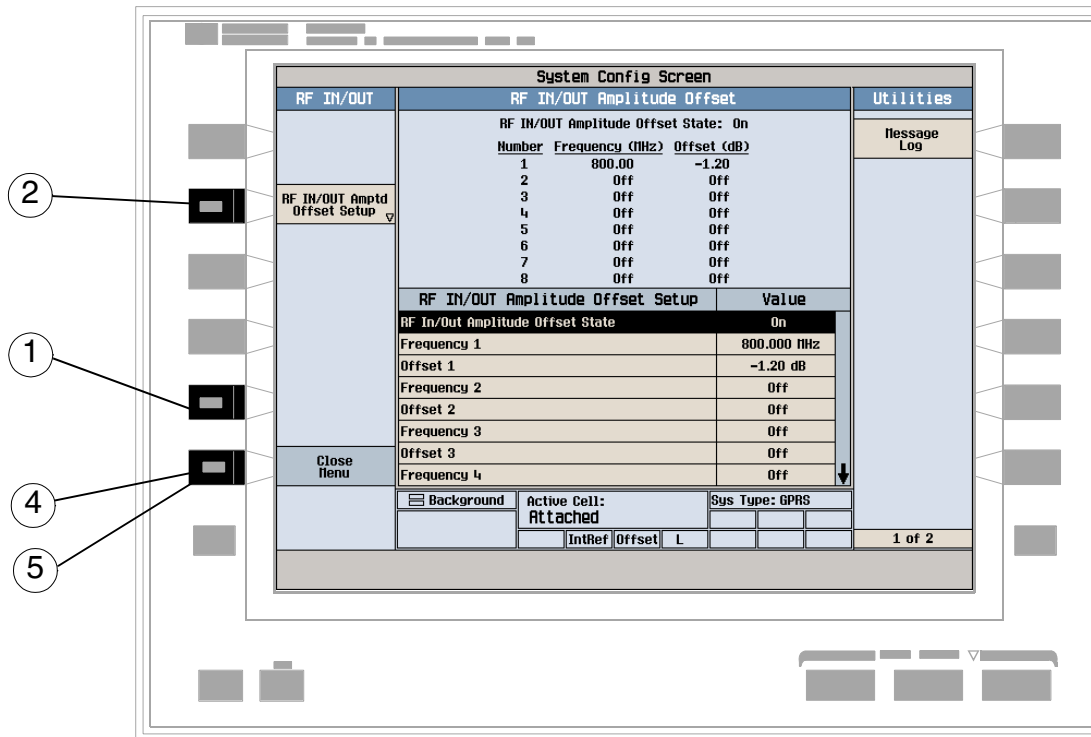 System Config Screen
RF IN/OUT
RF IN/OUT Amplitude Offset
Utilities
RF IN/OUT Amplitude Offset State: On
Number Frequency (MHz) Offset (dB)
1 800.00 -1.20
2 Off Off
3 Off Off
4 Off Off
5 Off Off
6 Off Off
7 Off Off
8 Off Off
Message
Log
2
RF IN/OUT Amptd
Offset Setup
RF IN/OUT Amplitude Offset Setup Value
RF In/Out Amplitude Offset State On
Frequency 1 800.000 MHz
Offset 1 -1.20 dB
Frequency 2 Off
Offset 2 Off
Frequency 3 Off
Offset 3 Off
Frequency 4 Off
1
Close
Menu
4
5
Background
Active Cell:
Attached
Sys Type: GPRS
IntRef Offset L
1 of 2